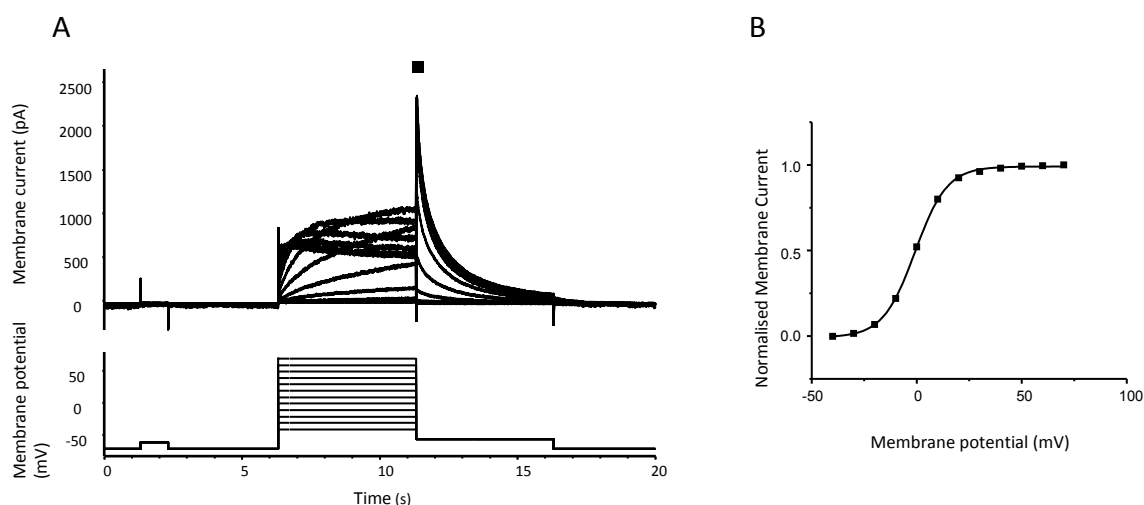 A
Membrane current (pA)
2500
2000
1500
1000
500
0
Membrane potential
(mV)
50
0
-50
0
5
10
15
20
Time (s)
B
Normalised Membrane Current
1.0
0.5
0.0
-50
0
50
100
Membrane potential (mV)